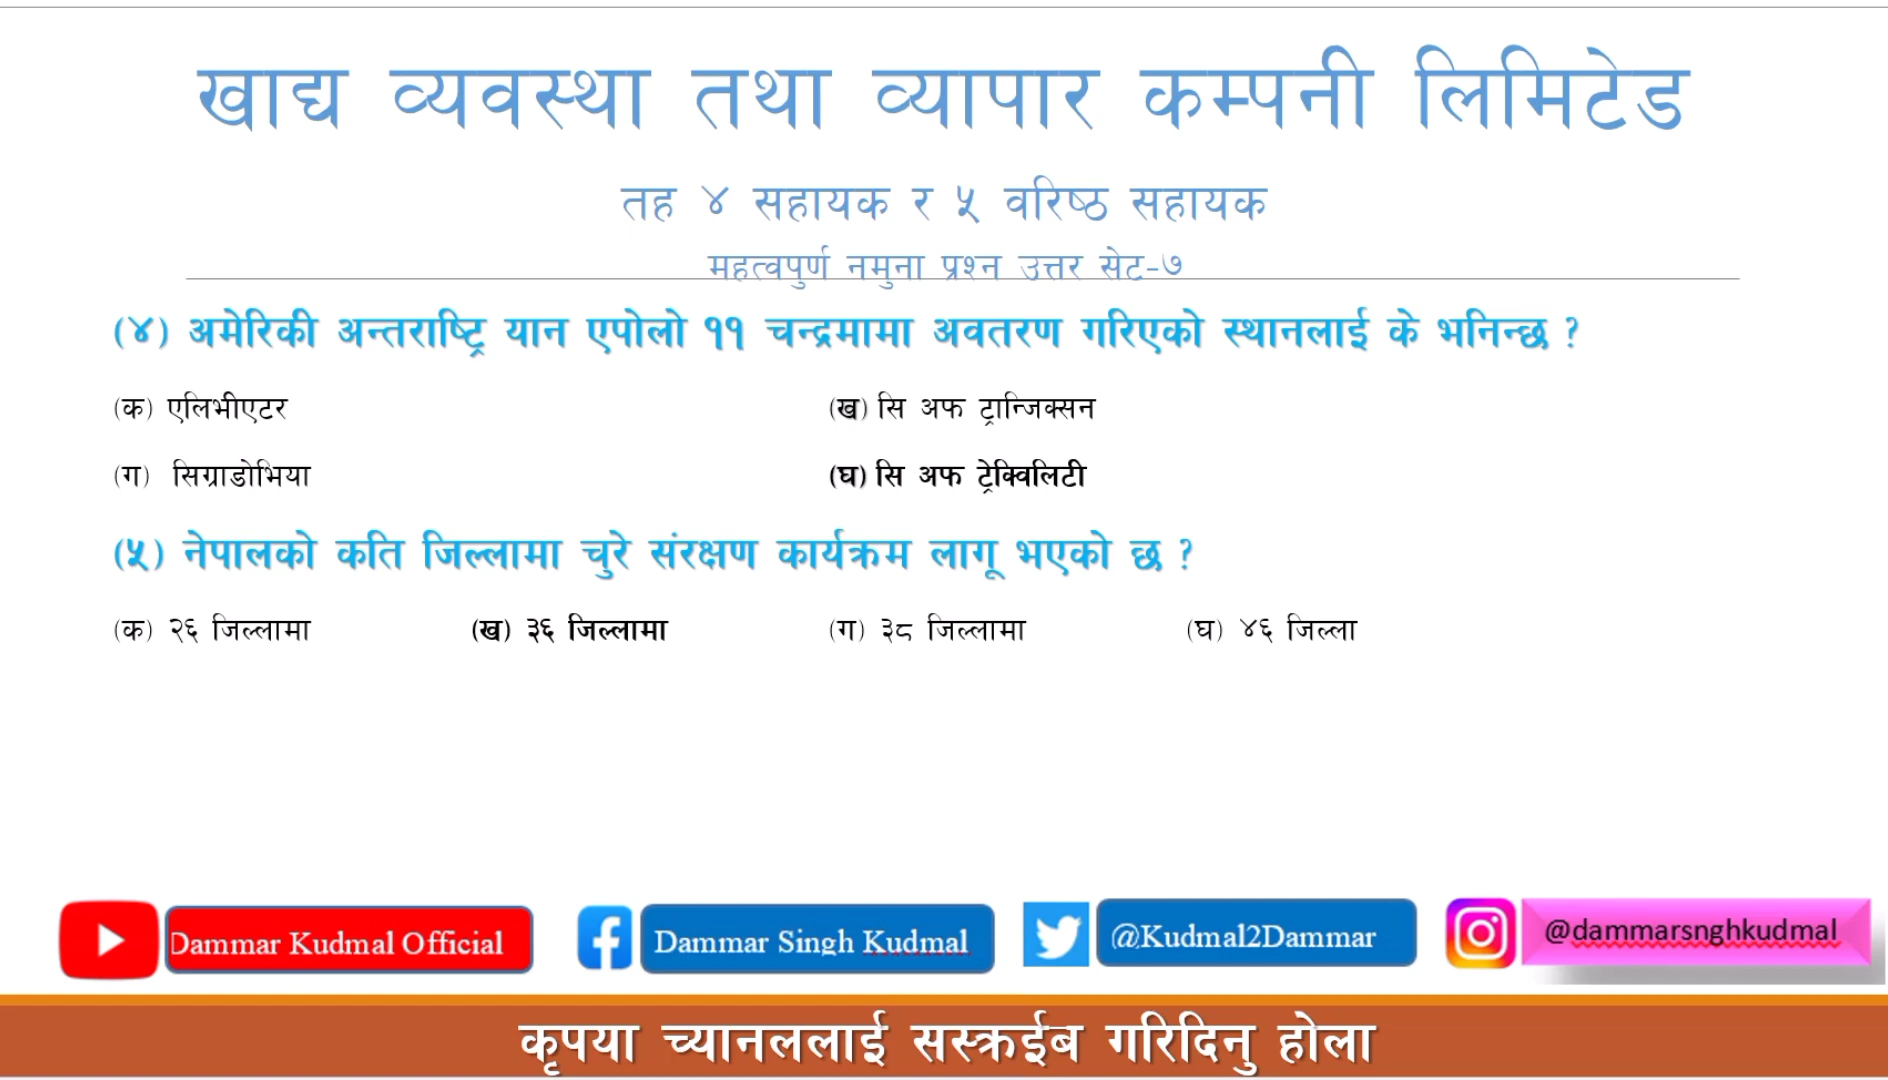 खाद्य व्यवस्था तथा व्यापार कम्पनी लिमिटेड
तह ४ सहायक र ५ वरिष्ठ सहायक
महत्वपुर्ण नमुना प्रश्न उत्तर सेट-७
(४) अमेरिकी अन्तराष्ट्रि यान एपोलो ११ चन्द्रमामा अवतरण गरिएको स्थानलाई के भनिन्छ ?
(क) एलिभीएटर (ख) सि अफ ट्रान्जिक्सन
(ग) सिग्राडोभिया (घ) सि अफ ट्रेक्विलिटी
(५) नेपालको कति जिल्लामा चुरे संरक्षण कार्यक्रम लागू भएको छ ?
(क) २६ जिल्लामा (ख) ३६ जिल्लामा (ग) ३८ जिल्लामा (घ) ४६ जिल्ला
Dammar Kudmal Official Dammar Singh Kudmal @Kudmal2Dammar @dammarsnghkudmal
कृपया च्यानललाई सस्क्रईब गरिदिनु होला